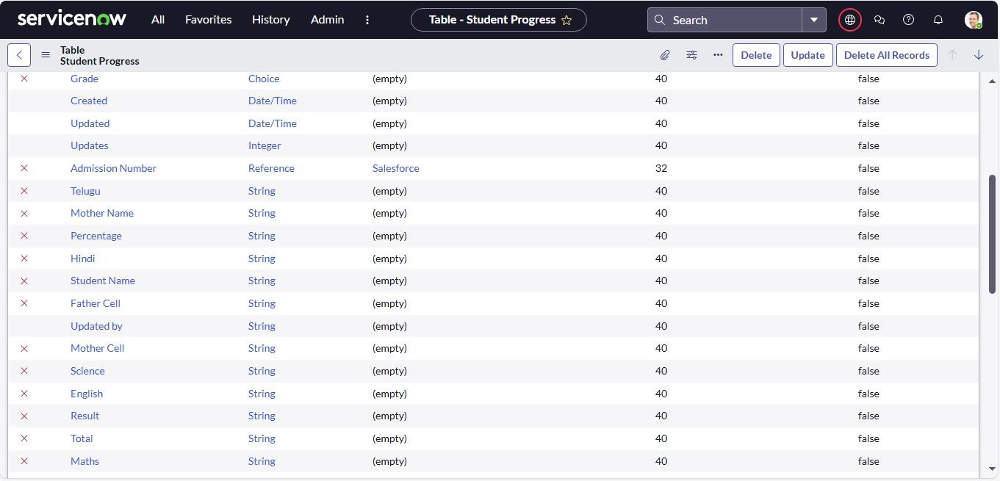 servicenow All Favorites History Admin Table - Student Progress Search
Table
Student Progress
Delete Update Delete All Records
Grade Choice (empty) 40 false
Created Date/Time (empty) 40 false
Updated Date/Time (empty) 40 false
Updates Integer (empty) 40 false
Admission Number Reference Salesforce 32 false
Telugu String (empty) 40 false
Mother Name String (empty) 40 false
Percentage String (empty) 40 false
Hindi String (empty) 40 false
Student Name String (empty) 40 false
Father Cell String (empty) 40 false
Updated by String (empty) 40 false
Mother Cell String (empty) 40 false
Science String (empty) 40 false
English String (empty) 40 false
Result String (empty) 40 false
Total String (empty) 40 false
Maths String (empty) 40 false